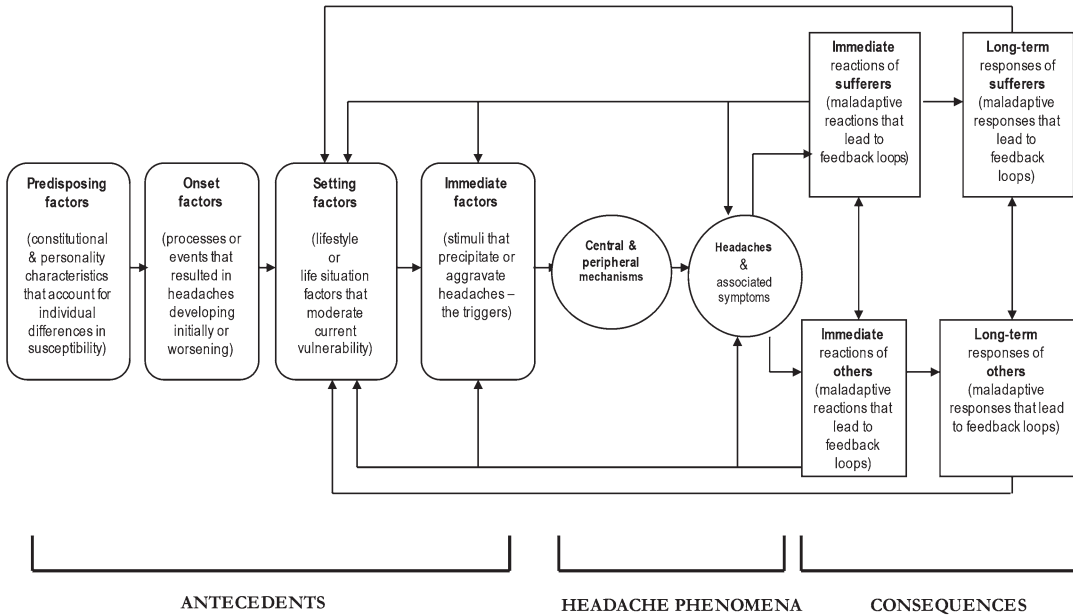 Predisposing
factors
(constitutional
& personality
characteristics
that account for
individual
differences in
susceptibility)
Onset
factors
(processes or
events that
resulted in
headaches
developing
initially or
worsening)
Setting
factors
(lifestyle
or
life situation
factors that
moderate
current
vulnerability)
Immediate
factors
(stimuli that
precipitate or
aggravate
headaches –
the triggers)
Central &
peripheral
mechanisms
Headaches
&
associated
symptoms
Immediate
reactions of
sufferers
(maladaptive
reactions that
lead to
feedback loops)
Long-term
responses of
sufferers
(maladaptive
responses that
lead to
feedback
loops)
Immediate
reactions of
others
(maladaptive
reactions that
lead to
feedback
loops)
Long-term
responses of
others
(maladaptive
responses that lead
to feedback loops)
ANTECEDENTS
HEADACHE PHENOMENA
CONSEQUENCES